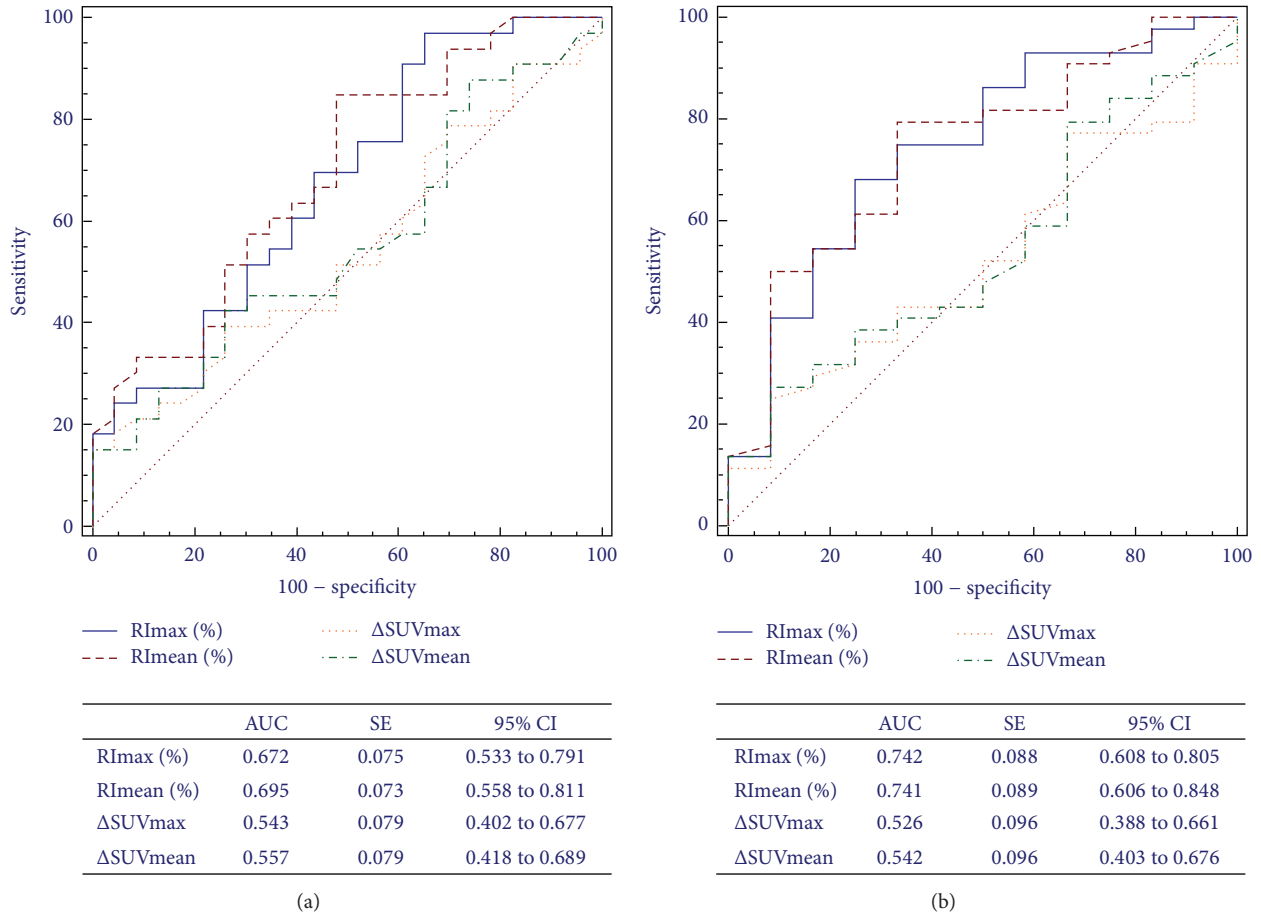 100
80
60
40
20
0
Sensitivity
0 20 40 60 80 100
100 − specificity
RImax (%) ΔSUVmax
RImean (%) ΔSUVmean
AUC SE 95% CI
RImax (%) 0.672 0.075 0.533 to 0.791
RImean (%) 0.695 0.073 0.558 to 0.811
ΔSUVmax 0.543 0.079 0.402 to 0.677
ΔSUVmean 0.557 0.079 0.418 to 0.689
(a)
100
80
60
40
20
0
Sensitivity
0 20 40 60 80 100
100 − specificity
RImax (%) ΔSUVmax
RImean (%) ΔSUVmean
AUC SE 95% CI
RImax (%) 0.742 0.088 0.608 to 0.805
RImean (%) 0.741 0.089 0.606 to 0.848
ΔSUVmax 0.526 0.096 0.388 to 0.661
ΔSUVmean 0.542 0.096 0.403 to 0.676
(b)